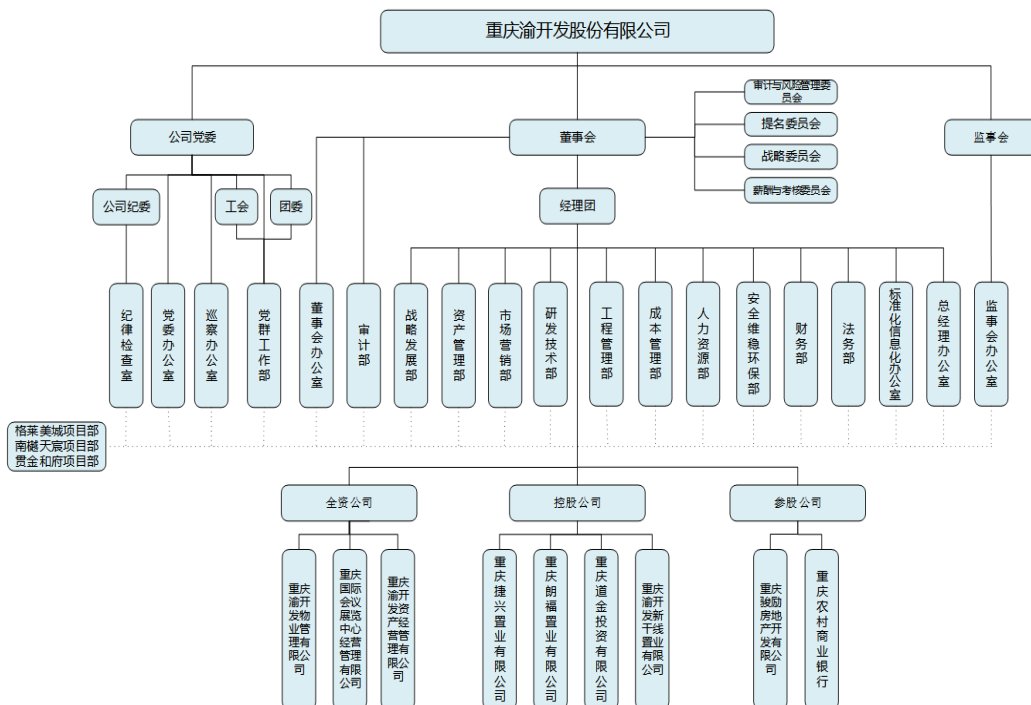 重庆渝开发股份有限公司
审计与风险管理委
员会
公司党委
董事会
提名委员会
监事会
战略委员会
薪酬与考核委员会
公司纪委
工会
团委
经理团
纪律检查室
党委办公室
巡察办公室
党群工作部
董事会办公室
审计部
战略发展部
资产管理部
市场营销部
研发技术部
工程管理部
成本管理部
人力资源部
安全维稳环保部
财务部
法务部
标准化信息化办公室
总经理办公室
监事会办公室
格莱美城项目部
南樾天宸项目部
贯金和府项目部
全资公司
控股公司
参股公司
重庆渝开发物业管理有限公司
重庆国际会议展览中心经营管理有限公司
重庆渝开发资产经营管理有限公司
重庆捷兴置业有限公司
重庆朗福置业有限公司
重庆道金投资有限公司
重庆渝开发新干线置业有限公司
重庆骏励房地产开发有限公司
重庆农村商业银行